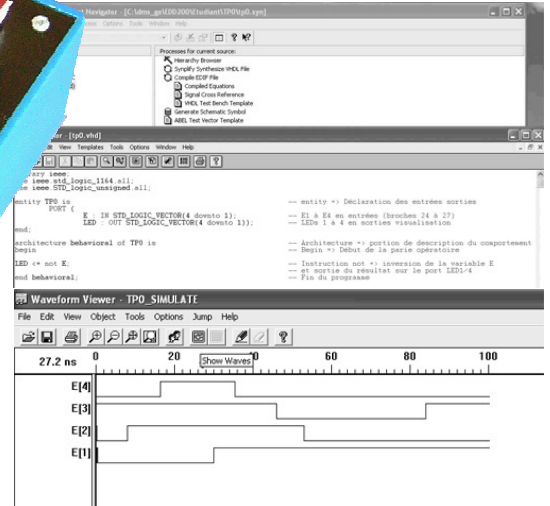 Navigator - [C:\dms_ge\EDD200\Etudiant\TP0\tp0.syn]
Options Tools Window Help
Processes for current source:
Hierarchy Browser
Synplify Synthesize VHDL File
Compile EDIF File
Compiled Equations
Signal Cross Reference
VHDL Test Bench Template
Generate Schematic Symbol
ABEL Test Vector Template
[tp0.vhd]
View Templates Tools Options Window Help
ieee;
ieee.std_logic_1164.all;
ieee.STD_logic_unsigned.all;
entity TP0 is -- entity => Déclaration des entrées sorties
PORT (
E : IN STD_LOGIC_VECTOR(4 downto 1); -- E1 à E4 en entrées (broches 24 à 27)
LED : OUT STD_LOGIC_VECTOR(4 downto 1)); -- LEDs 1 à 4 en sorties visualisation
end;
architecture behavioral of TP0 is -- Architecture => portion de description du comportement
begin -- Begin => Début de la parie opératoire
LED <= not E; -- Instruction not => inversion de la variable E
-- et sortie du résultat sur le port LED1/4
end behavioral; -- Fin du programme
Waveform Viewer - TP0_SIMULATE
File Edit View Object Tools Options Jump Help
27.2 ns 0 20 Show Waves 60 80 100
E[4]
E[3]
E[2]
E[1]